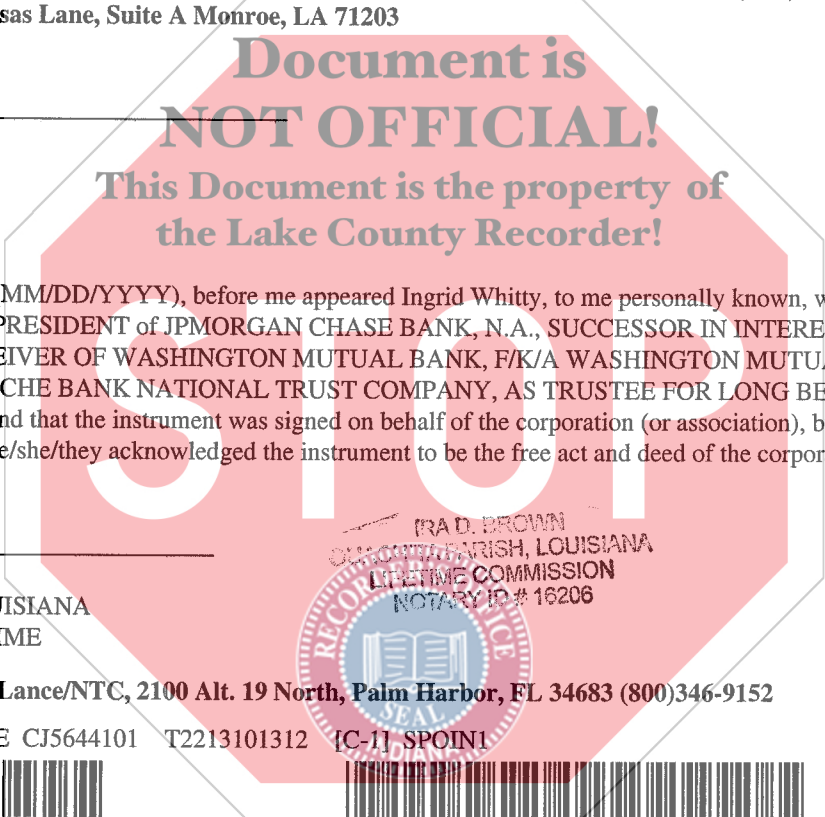 sas Lane, Suite A Monroe, LA 71203
Document is
NOT OFFICIAL!
This Document is the property of
the Lake County Recorder!
MM/DD/YYYY), before me appeared Ingrid Whitty, to me personally known, w
PRESIDENT of JPMORGAN CHASE BANK, N.A., SUCCESSOR IN INTERE
EIVER OF WASHINGTON MUTUAL BANK, F/K/A WASHINGTON MUTUA
CHE BANK NATIONAL TRUST COMPANY, AS TRUSTEE FOR LONG BE
nd that the instrument was signed on behalf of the corporation (or association), b
e/she/they acknowledged the instrument to be the free act and deed of the corpor
STOP
IRA D. BROWN
OUACHITA PARISH, LOUISIANA
LIFETIME COMMISSION
NOTARY ID # 16206
RECORDER'S OFFICE
SEAL
INDIANA
UISIANA
IME
Lance/NTC, 2100 Alt. 19 North, Palm Harbor, FL 34683 (800)346-9152
E CJ5644101 T2213101312 [C-1] SPOIN1